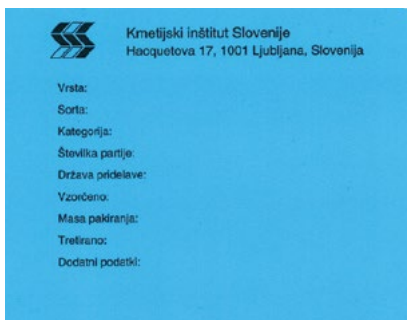 Kmetijski inštitut Slovenije
Hacquetova 17, 1001 Ljubljana, Slovenija
Vrsta:
Sorta:
Kategorija:
Številka partije:
Država pridelave:
Vzorčeno:
Masa pakiranja:
Tretirano:
Dodatni podatki: